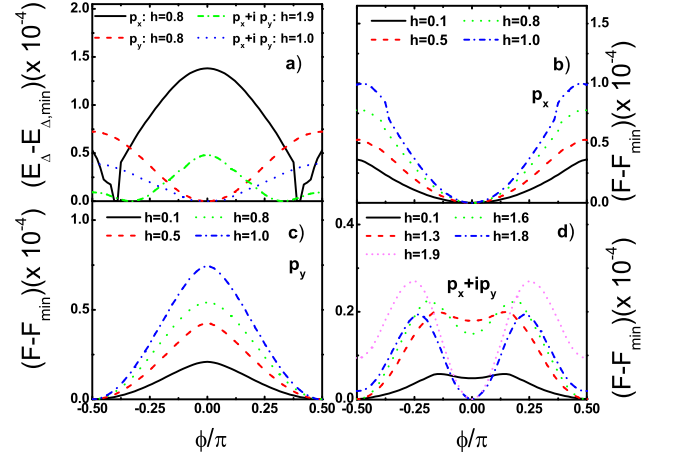 2.0
1.5
1.0
0.5
0.0
(E_Δ-E_Δ,min)(x 10^-4)
p_x: h=0.8
p_y: h=0.8
p_x+i p_y: h=1.9
p_x+i p_y: h=1.0
a)
h=0.1
h=0.5
h=0.8
h=1.0
b)
p_x
1.5
1.0
0.5
0.0
(F-F_min)(x 10^-4)
1.0
0.5
0.0
(F-F_min)(x 10^-4)
h=0.1
h=0.5
h=0.8
h=1.0
c)
p_y
-0.50 -0.25 0.00 0.25 0.50
ϕ/π
0.4
0.2
0.0
h=0.1
h=1.3
h=1.9
h=1.6
h=1.8
d)
p_x+ip_y
(F-F_min)(x 10^-4)
-0.50 -0.25 0.00 0.25 0.50
ϕ/π